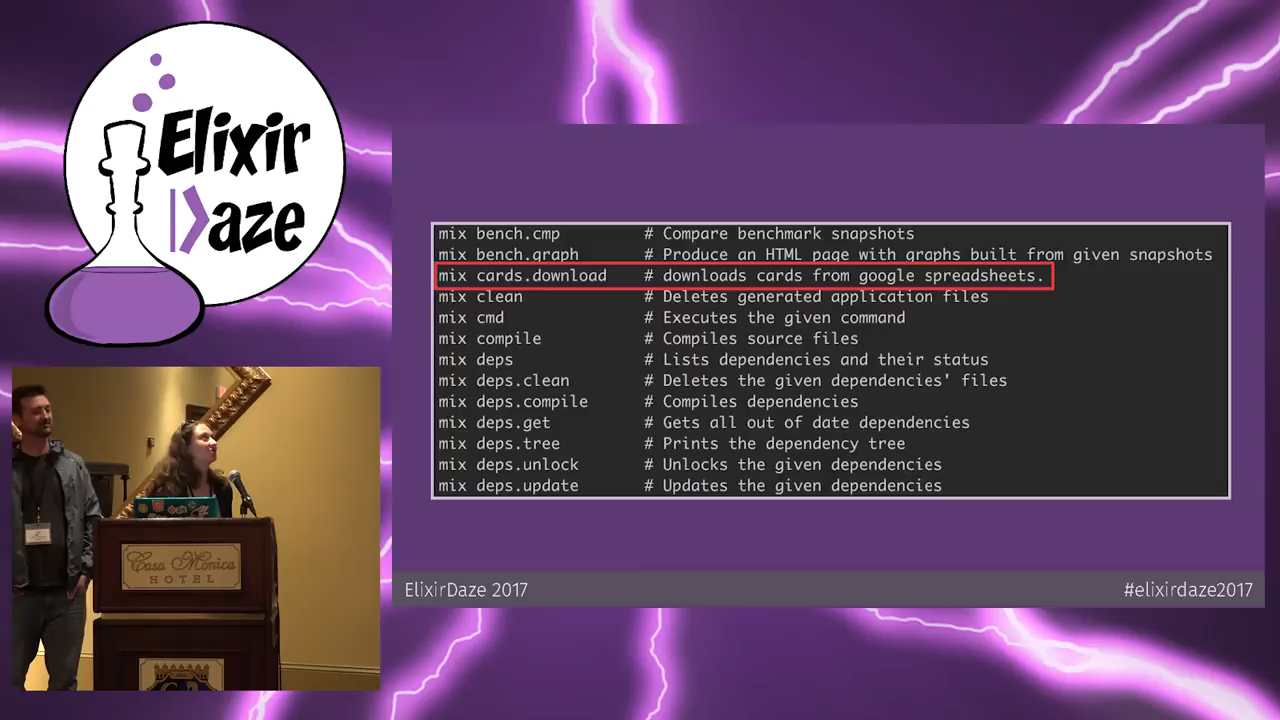 Elixir
Daze
mix bench.cmp # Compare benchmark snapshots
mix bench.graph # Produce an HTML page with graphs built from given snapshots
mix cards.download # downloads cards from google spreadsheets.
mix clean # Deletes generated application files
mix cmd # Executes the given command
mix compile # Compiles source files
mix deps # Lists dependencies and their status
mix deps.clean # Deletes the given dependencies' files
mix deps.compile # Compiles dependencies
mix deps.get # Gets all out of date dependencies
mix deps.tree # Prints the dependency tree
mix deps.unlock # Unlocks the given dependencies
mix deps.update # Updates the given dependencies
Casa Monica
HOTEL
ElixirDaze 2017 #elixirdaze2017